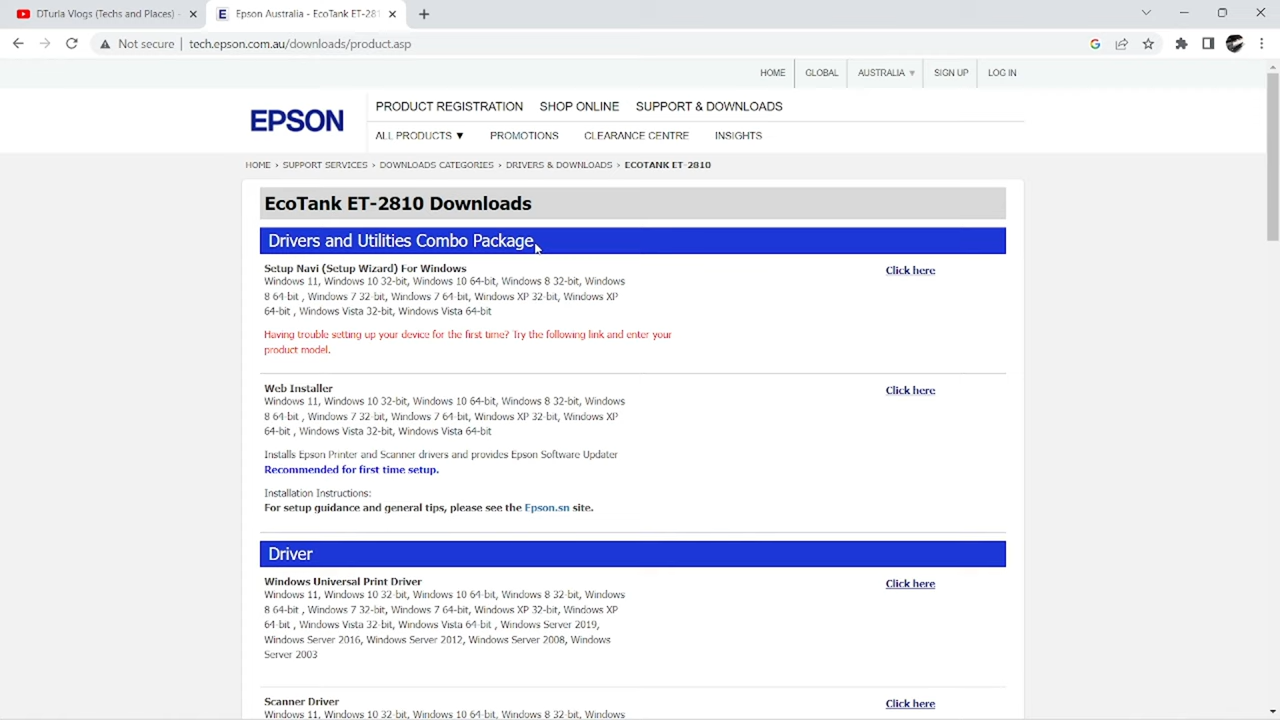 DTurla Vlogs (Techs and Places) -
Epson Australia - EcoTank ET-281
Not secure
tech.epson.com.au/downloads/product.asp
HOME
GLOBAL
AUSTRALIA ▼
SIGN UP
LOG IN
EPSON
PRODUCT REGISTRATION SHOP ONLINE SUPPORT & DOWNLOADS
ALL PRODUCTS ▼ PROMOTIONS CLEARANCE CENTRE INSIGHTS
HOME › SUPPORT SERVICES › DOWNLOADS CATEGORIES › DRIVERS & DOWNLOADS › ECOTANK ET-2810
EcoTank ET-2810 Downloads
Drivers and Utilities Combo Package
Setup Navi (Setup Wizard) For Windows
Click here
Windows 11, Windows 10 32-bit, Windows 10 64-bit, Windows 8 32-bit, Windows
8 64-bit , Windows 7 32-bit, Windows 7 64-bit, Windows XP 32-bit, Windows XP
64-bit , Windows Vista 32-bit, Windows Vista 64-bit
Having trouble setting up your device for the first time? Try the following link and enter your
product model.
Web Installer
Click here
Windows 11, Windows 10 32-bit, Windows 10 64-bit, Windows 8 32-bit, Windows
8 64-bit , Windows 7 32-bit, Windows 7 64-bit, Windows XP 32-bit, Windows XP
64-bit , Windows Vista 32-bit, Windows Vista 64-bit
Installs Epson Printer and Scanner drivers and provides Epson Software Updater
Recommended for first time setup.
Installation Instructions:
For setup guidance and general tips, please see the Epson.sn site.
Driver
Windows Universal Print Driver
Click here
Windows 11, Windows 10 32-bit, Windows 10 64-bit, Windows 8 32-bit, Windows
8 64-bit , Windows 7 32-bit, Windows 7 64-bit, Windows XP 32-bit, Windows XP
64-bit , Windows Vista 32-bit, Windows Vista 64-bit , Windows Server 2019,
Windows Server 2016, Windows Server 2012, Windows Server 2008, Windows
Server 2003
Scanner Driver
Click here
Windows 11, Windows 10 32-bit, Windows 10 64-bit, Windows 8 32-bit, Windows